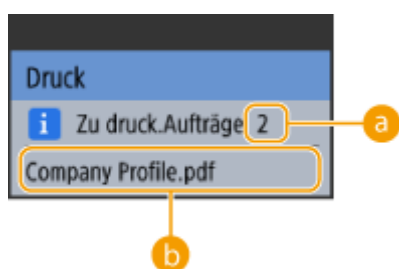 Druck
i Zu druck.Aufträge 2
a
Company Profile.pdf
b